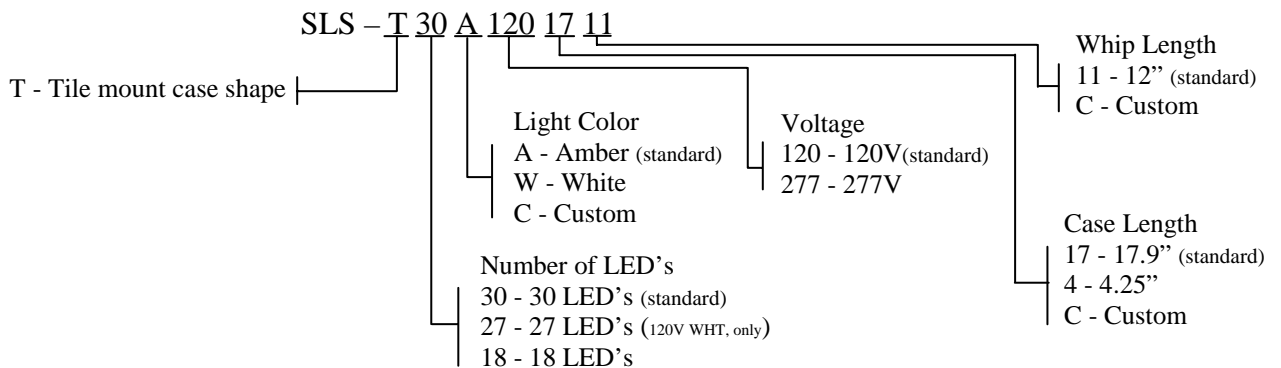 SLS – T 30 A 120 17 11
T - Tile mount case shape
Light Color
A - Amber (standard)
W - White
C - Custom
Number of LED’s
30 - 30 LED’s (standard)
27 - 27 LED’s (120V WHT, only)
18 - 18 LED’s
Voltage
120 - 120V(standard)
277 - 277V
Whip Length
11 - 12” (standard)
C - Custom
Case Length
17 - 17.9” (standard)
4 - 4.25”
C - Custom